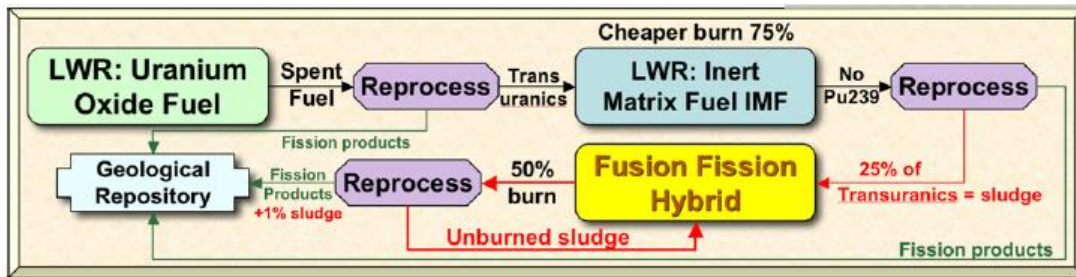 Cheaper burn 75%
LWR: Uranium
Oxide Fuel
Spent
Fuel
Reprocess
Trans
uranics
LWR: Inert
Matrix Fuel IMF
No
Pu239
Reprocess
Fission products
Geological
Repository
Fission
Products
+1% sludge
Reprocess
50%
burn
Fusion Fission
Hybrid
25% of
Transuranics = sludge
Unburned sludge
Fission products